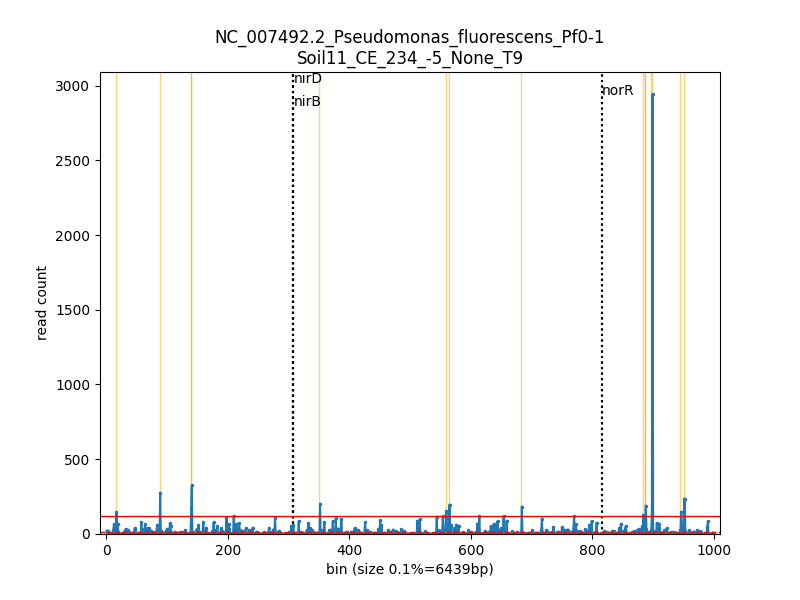 NC_007492.2_Pseudomonas_fluorescens_Pf0-1
Soil11_CE_234_-5_None_T9
nirD
nirB
norR
3000
2500
2000
1500
1000
500
0
read count
0 200 400 600 800 1000
bin (size 0.1%=6439bp)